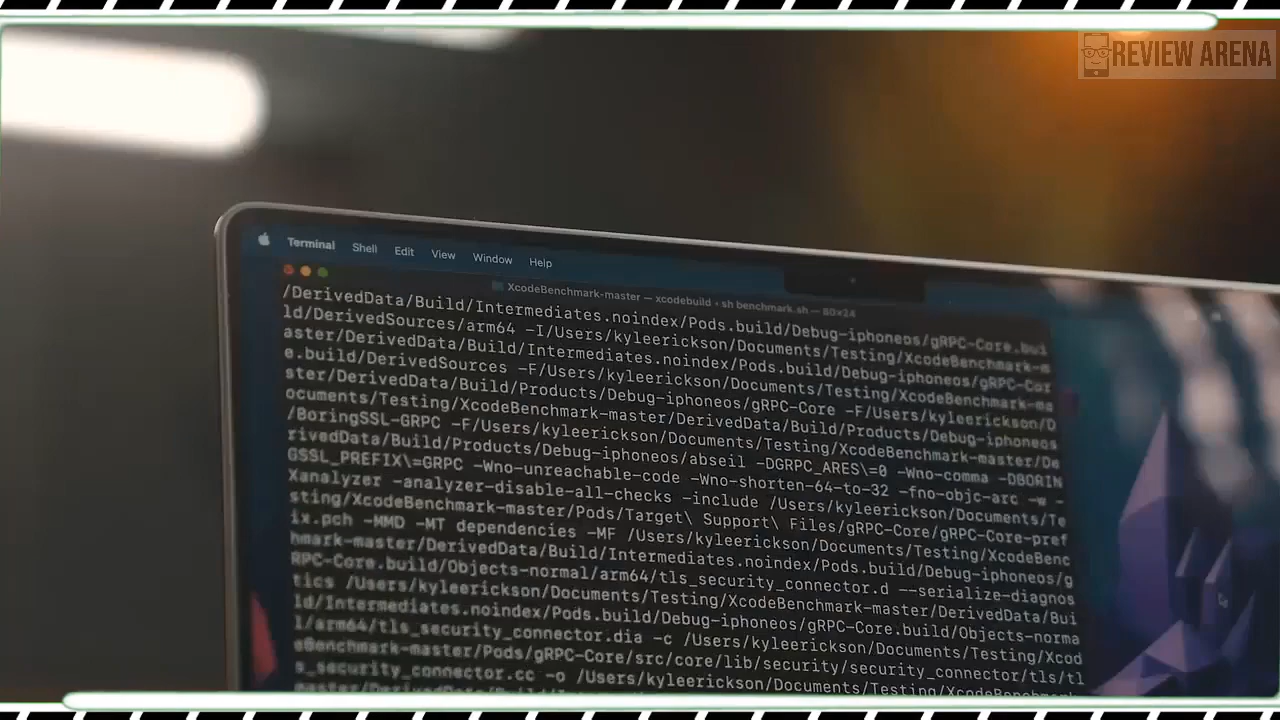 REVIEW ARENA
Terminal Shell Edit View Window Help
XcodeBenchmark-master — xcodebuild • sh benchmark.sh — 80×24
/DerivedData/Build/Intermediates.noindex/Pods.build/Debug-iphoneos/gRPC-Core.bui
ld/DerivedSources/arm64 -I/Users/kyleerickson/Documents/Testing/XcodeBenchmark-m
aster/DerivedData/Build/Intermediates.noindex/Pods.build/Debug-iphoneos/gRPC-Cor
e.build/DerivedSources -F/Users/kyleerickson/Documents/Testing/XcodeBenchmark-ma
ster/DerivedData/Build/Products/Debug-iphoneos/gRPC-Core -F/Users/kyleerickson/D
ocuments/Testing/XcodeBenchmark-master/DerivedData/Build/Products/Debug-iphoneos
/BoringSSL-GRPC -F/Users/kyleerickson/Documents/Testing/XcodeBenchmark-master/De
rivedData/Build/Products/Debug-iphoneos/abseil -DGRPC_ARES\=0 -Wno-comma -DBORIN
GSSL_PREFIX\=GRPC -Wno-unreachable-code -Wno-shorten-64-to-32 -fno-objc-arc -w -
Xanalyzer -analyzer-disable-all-checks -include /Users/kyleerickson/Documents/Te
sting/XcodeBenchmark-master/Pods/Target\ Support\ Files/gRPC-Core/gRPC-Core-pref
ix.pch -MMD -MT dependencies -MF /Users/kyleerickson/Documents/Testing/XcodeBenc
hmark-master/DerivedData/Build/Intermediates.noindex/Pods.build/Debug-iphoneos/g
RPC-Core.build/Objects-normal/arm64/tls_security_connector.d --serialize-diagnos
tics /Users/kyleerickson/Documents/Testing/XcodeBenchmark-master/DerivedData/Bui
ld/Intermediates.noindex/Pods.build/Debug-iphoneos/gRPC-Core.build/Objects-norma
l/arm64/tls_security_connector.dia -c /Users/kyleerickson/Documents/Testing/Xcod
eBenchmark-master/Pods/gRPC-Core/src/core/lib/security/security_connector/tls/tl
s_security_connector.cc -o /Users/kyleerickson/Documents/Testing/XcodeBenchmark-